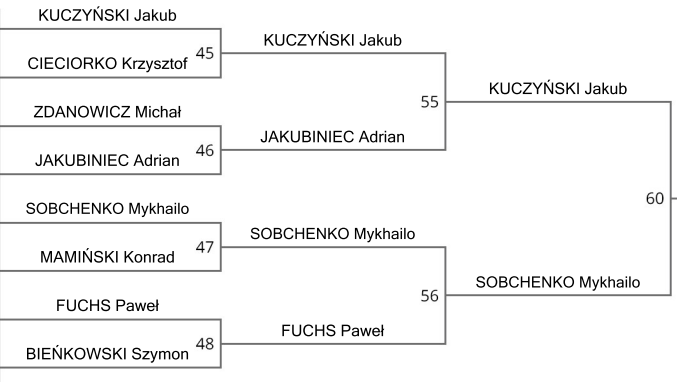 KUCZYŃSKI Jakub
CIECIORKO Krzysztof
45
ZDANOWICZ Michał
JAKUBINIEC Adrian
46
SOBCHENKO Mykhailo
MAMIŃSKI Konrad
47
FUCHS Paweł
BIEŃKOWSKI Szymon
48
KUCZYŃSKI Jakub
JAKUBINIEC Adrian
55
SOBCHENKO Mykhailo
FUCHS Paweł
56
KUCZYŃSKI Jakub
SOBCHENKO Mykhailo
60